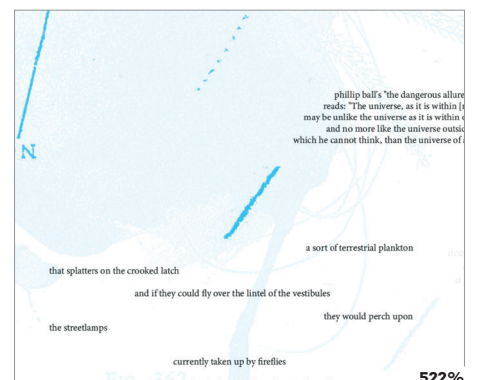 phillip ball's "the dangerous allure
reads: "The universe, as it is within
may be unlike the universe as it is within
and no more like the universe outsid
which he cannot think, than the universe of
N
a sort of terrestrial plankton
that splatters on the crooked latch
and if they could fly over the lintel of the vestibules
they would perch upon
the streetlamps
currently taken up by fireflies
522%